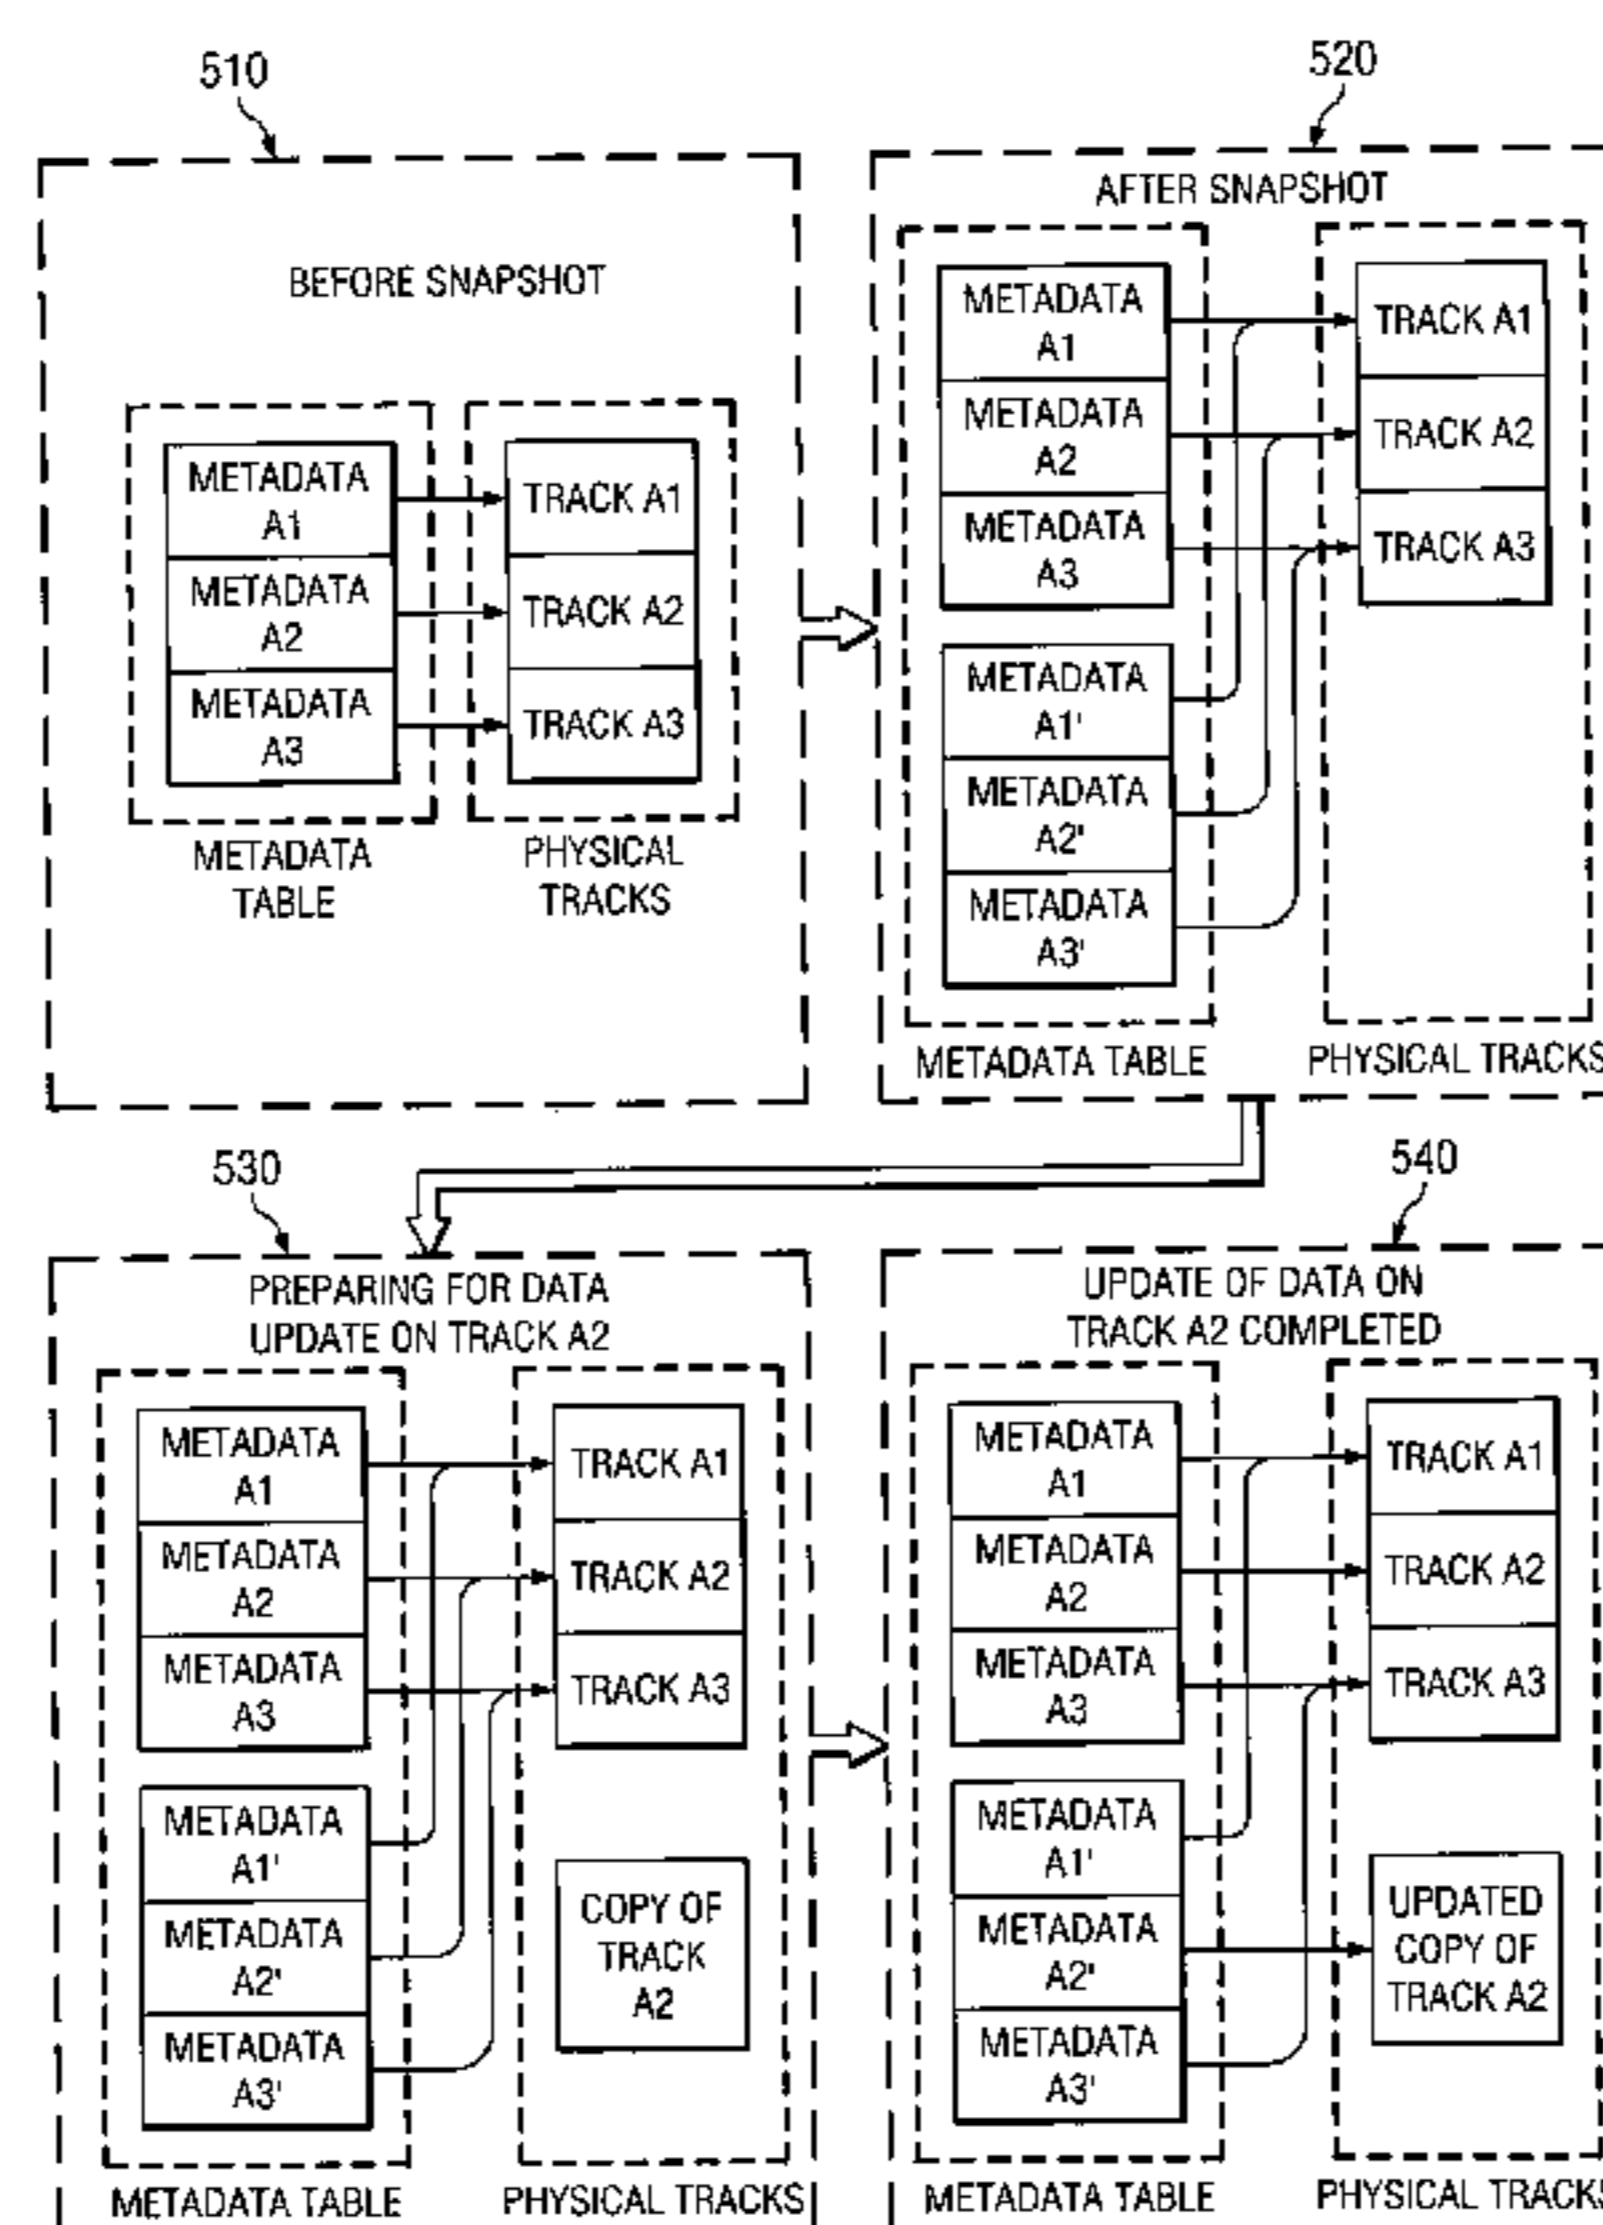 510
BEFORE SNAPSHOT
METADATA
A1
METADATA
A2
METADATA
A3
TRACK A1
TRACK A2
TRACK A3
METADATA
TABLE
PHYSICAL
TRACKS
520
AFTER SNAPSHOT
METADATA
A1
METADATA
A2
METADATA
A3
METADATA
A1'
METADATA
A2'
METADATA
A3'
TRACK A1
TRACK A2
TRACK A3
METADATA TABLE
PHYSICAL TRACKS
530
PREPARING FOR DATA
UPDATE ON TRACK A2
METADATA
A1
METADATA
A2
METADATA
A3
METADATA
A1'
METADATA
A2'
METADATA
A3'
TRACK A1
TRACK A2
TRACK A3
COPY OF
TRACK
A2
METADATA TABLE
PHYSICAL TRACKS
540
UPDATE OF DATA ON
TRACK A2 COMPLETED
METADATA
A1
METADATA
A2
METADATA
A3
METADATA
A1'
METADATA
A2'
METADATA
A3'
TRACK A1
TRACK A2
TRACK A3
UPDATED
COPY OF
TRACK A2
METADATA TABLE
PHYSICAL TRACKS